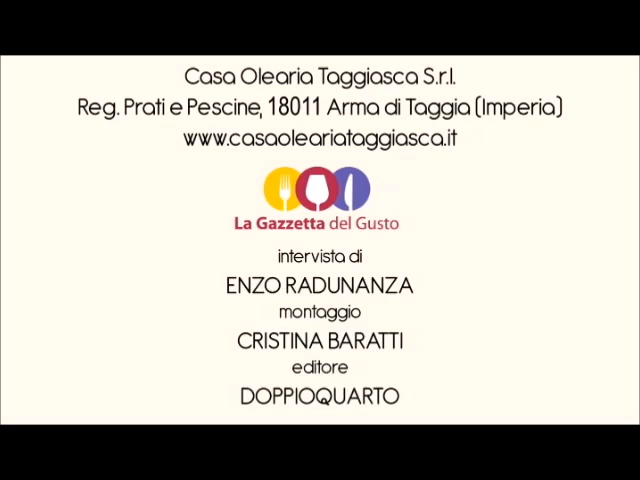 Casa Olearia Taggiasca S.r.l.
Reg. Prati e Pescine, 18011 Arma di Taggia (Imperia)
www.casaoleariataggiasca.it
La Gazzetta del Gusto
intervista di
ENZO RADUNANZA
montaggio
CRISTINA BARATTI
editore
DOPPIOQUARTO